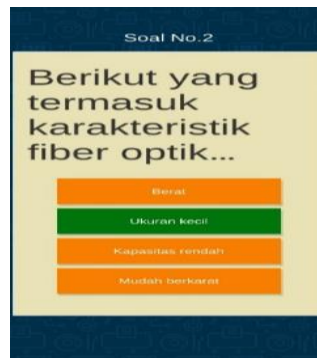 Soal No.2
Berikut yang
termasuk
karakteristik
fiber optik...
Berat
Ukuran kecil
Kapasitas rendah
Mudah berkarat